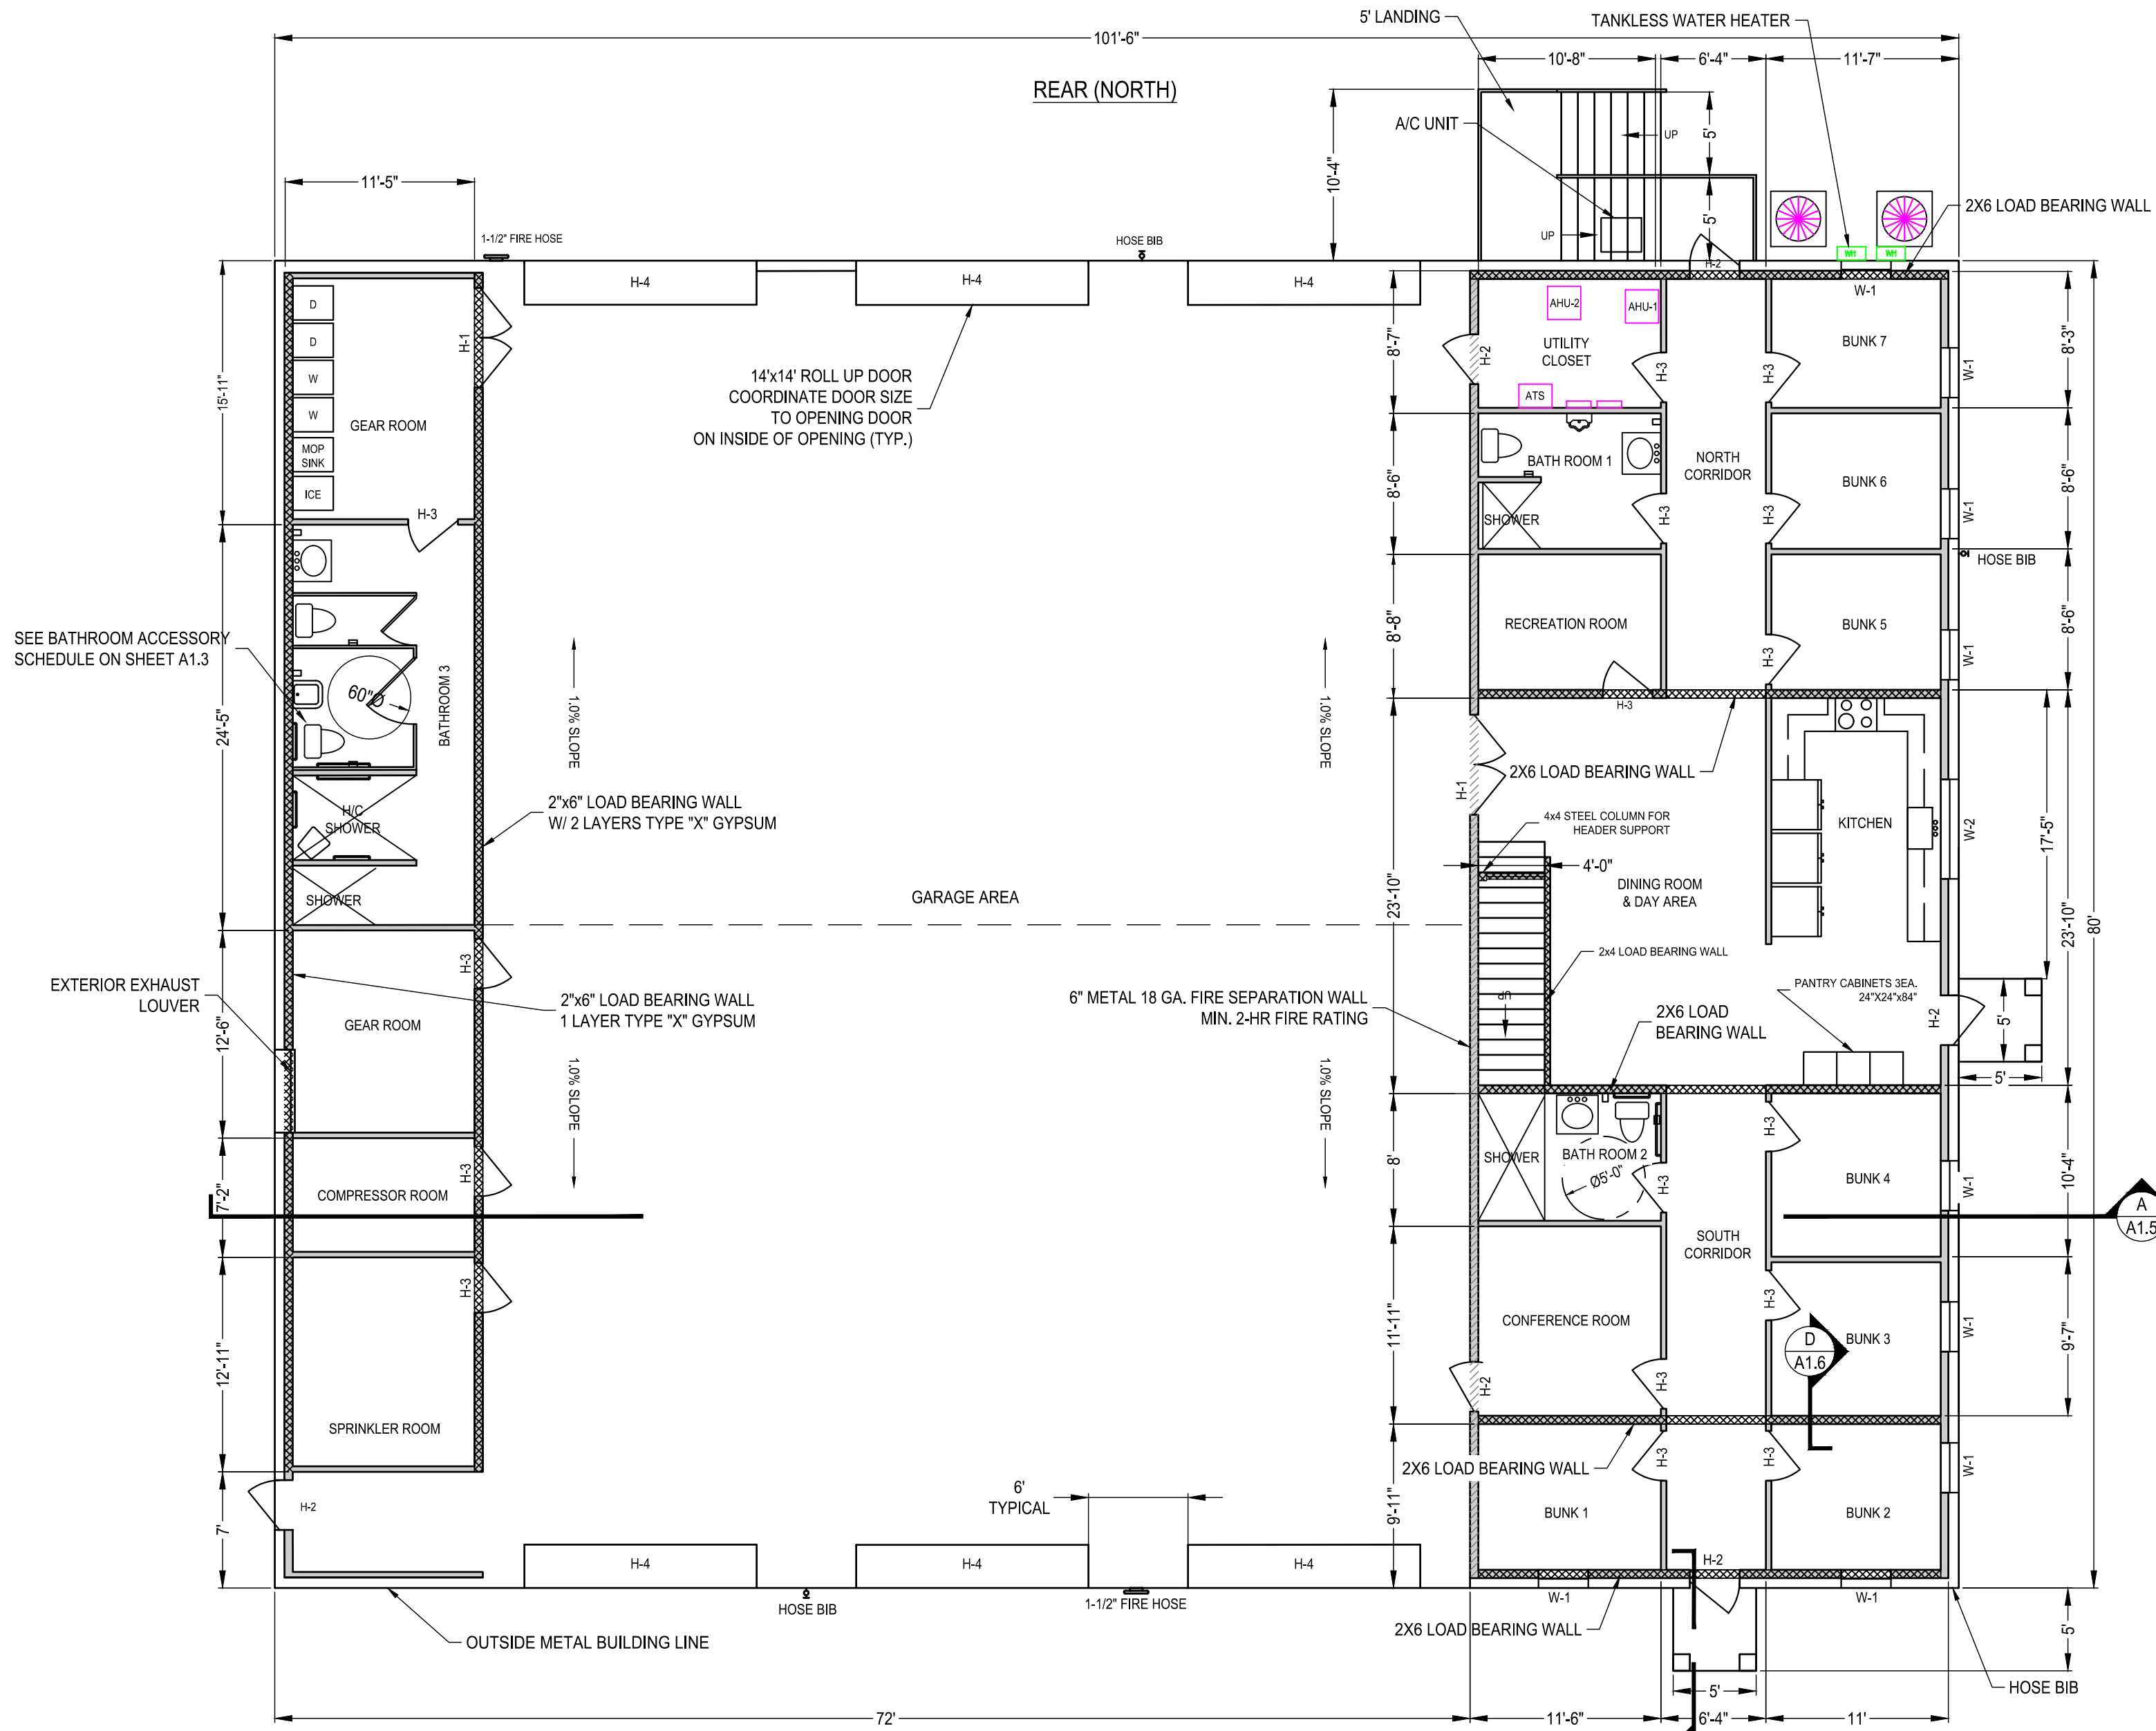 5' LANDING
TANKLESS WATER HEATER
101'-6"
10'-8"
6'-4"
11'-7"
REAR (NORTH)
A/C UNIT
UP
5'
10'-4"
11'-5"
2X6 LOAD BEARING WALL
1-1/2" FIRE HOSE
HOSE BIB
UP
5'
WH
WH
H-2
H-4
H-4
H-4
W-1
D
D
W
W
MOP
SINK
ICE
GEAR ROOM
H-1
15'-11"
14'x14' ROLL UP DOOR
COORDINATE DOOR SIZE
TO OPENING DOOR
ON INSIDE OF OPENING (TYP.)
8'-7"
H-2
AHU-2
AHU-1
UTILITY
CLOSET
ATS
H-3
H-3
BUNK 7
W-1
8'-3"
H-3
8'-6"
BATH ROOM 1
SHOWER
H-3
NORTH
CORRIDOR
H-3
BUNK 6
W-1
8'-6"
HOSE BIB
SEE BATHROOM ACCESSORY
SCHEDULE ON SHEET A1.3
24'-5"
60"Ø
BATHROOM 3
1.0% SLOPE
1.0% SLOPE
8'-8"
RECREATION ROOM
H-3
H-3
BUNK 5
W-1
8'-6"
2X6 LOAD BEARING WALL
H-1
2"x6" LOAD BEARING WALL
W/ 2 LAYERS TYPE "X" GYPSUM
H/C
SHOWER
SHOWER
4x4 STEEL COLUMN FOR
HEADER SUPPORT
4'-0"
KITCHEN
W-2
17'-5"
DINING ROOM
& DAY AREA
GARAGE AREA
23'-10"
23'-10"
80'
2x4 LOAD BEARING WALL
EXTERIOR EXHAUST
LOUVER
12'-6"
GEAR ROOM
H-3
2"x6" LOAD BEARING WALL
1 LAYER TYPE "X" GYPSUM
6" METAL 18 GA. FIRE SEPARATION WALL
MIN. 2-HR FIRE RATING
UP
2X6 LOAD
BEARING WALL
PANTRY CABINETS 3EA.
24"X24"x84"
H-2
5'
5'
1.0% SLOPE
1.0% SLOPE
7'-2"
COMPRESSOR ROOM
H-3
8'
SHOWER
BATH ROOM 2
Ø5'-0"
H-3
H-3
BUNK 4
W-1
10'-4"
A
A1.5
SOUTH
CORRIDOR
12'-11"
SPRINKLER ROOM
H-3
11'-11"
CONFERENCE ROOM
H-2
H-3
H-3
BUNK 3
D
A1.6
W-1
9'-7"
2X6 LOAD BEARING WALL
H-3
H-3
W-1
6'
TYPICAL
9'-11"
BUNK 1
BUNK 2
7'
H-2
H-4
H-4
H-4
H-2
HOSE BIB
1-1/2" FIRE HOSE
W-1
W-1
OUTSIDE METAL BUILDING LINE
2X6 LOAD BEARING WALL
5'
HOSE BIB
5'
72'
11'-6"
6'-4"
11'